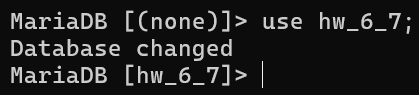 MariaDB [(none)]> use hw_6_7;
Database changed
MariaDB [hw_6_7]>